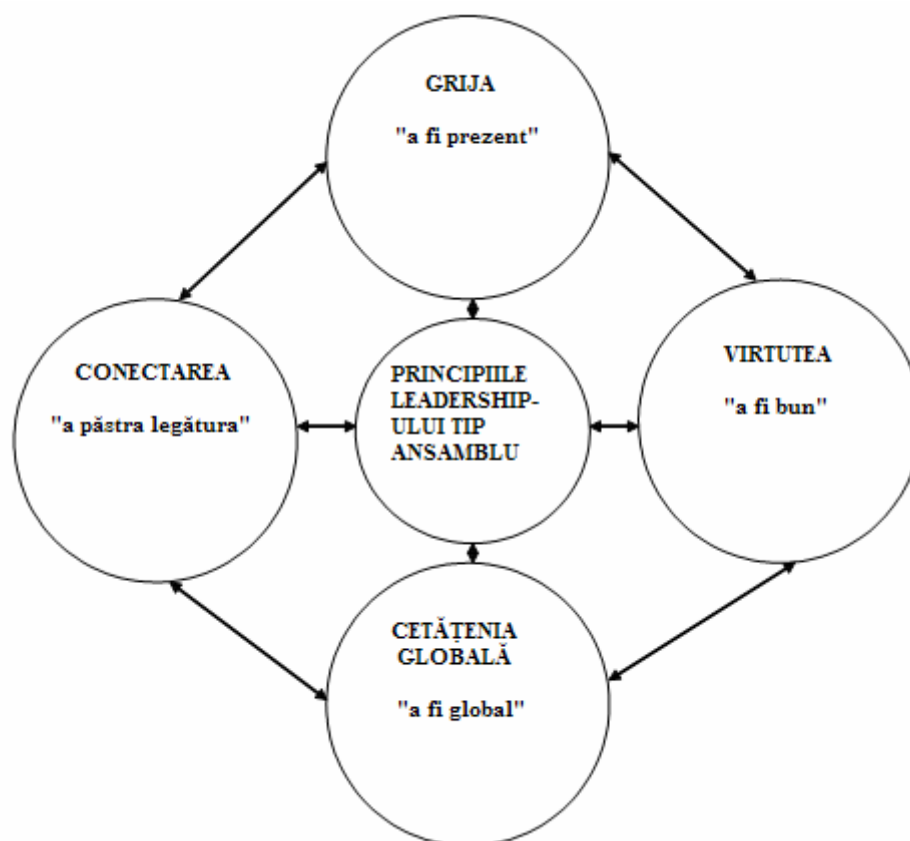 GRIJA
"a fi prezent"
CONECTAREA
"a păstra legătura"
PRINCIPIILE
LEADERSHIP-
ULUI TIP
ANSAMBLU
VIRTUTEA
"a fi bun"
CETĂȚENIA
GLOBALĂ
"a fi global"